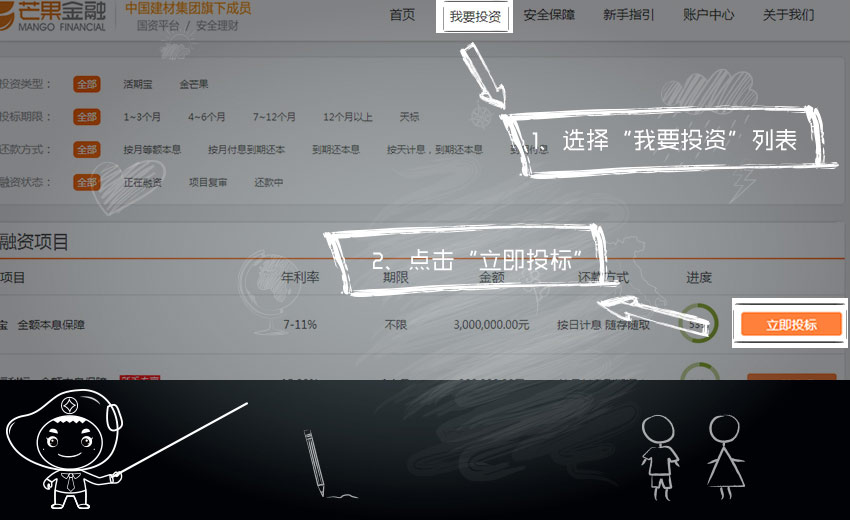 芒果金融
MANGO FINANCIAL
中国建材集团旗下成员
国资平台 / 安全理财
首页 我要投资 安全保障 新手指引 账户中心 关于我们
投资类型： 全部 活期宝 金芒果
投标期限： 全部 1~3个月 4~6个月 7~12个月 12个月以上 天标
还款方式： 全部 按月等额本息 按月付息到期还本 到期还本息 按天计息，到期还本息
融资状态： 全部 正在融资 项目复审 还款中
1、选择“我要投资”列表
融资项目
2、点击“立即投标”
项目 年利率 期限 金额 还款方式 进度
宝 全额本息保障 7-11% 不限 3,000,000.00元 按日计息 随存随取 立即投标
全额本息保障